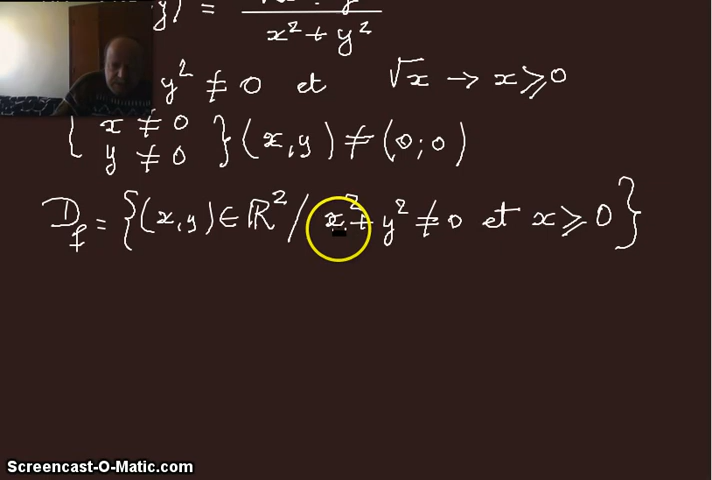 y) =
x² + y²
y² ≠ 0 et √x → x ⩾ 0
{ x ≠ 0
y ≠ 0 } (x, y) ≠ (0; 0)
D_f = { (x, y) ∈ ℝ² / x² + y² ≠ 0 et x ⩾ 0 }
Screencast-O-Matic.com